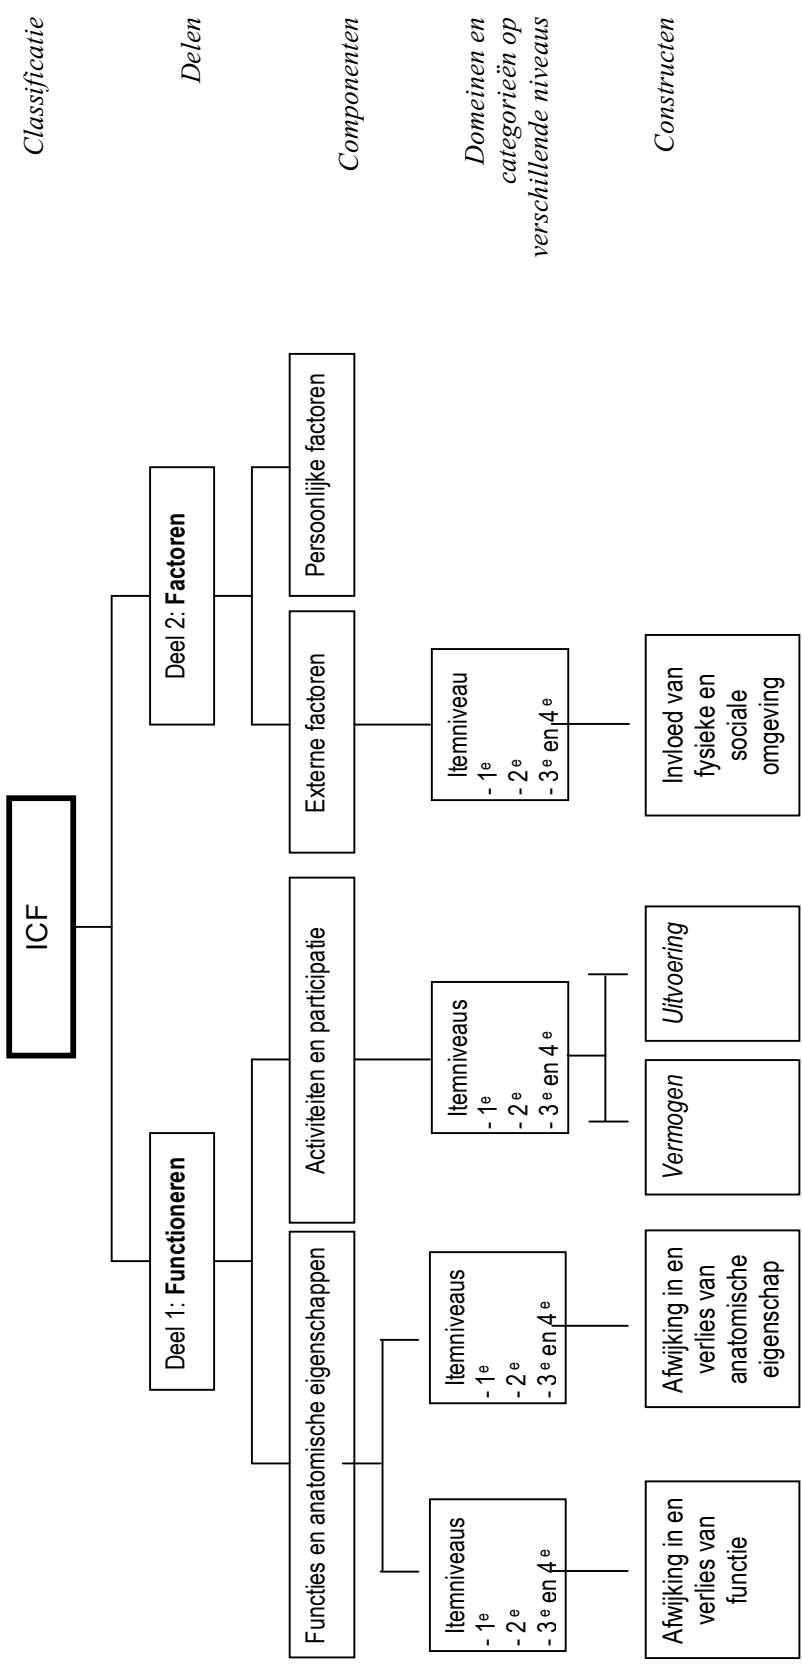 ICF
Classificatie
Deel 1: Functioneren
Deel 2: Factoren
Delen
Functies en anatomische eigenschappen
Activiteiten en participatie
Externe factoren
Persoonlijke factoren
Componenten
Itemniveaus
- 1e
- 2e
- 3e en 4e
Itemniveaus
- 1e
- 2e
- 3e en 4e
Itemniveaus
- 1e
- 2e
- 3e en 4e
Itemniveau
- 1e
- 2e
- 3e en 4e
Domeinen en
categorieën op
verschillende niveaus
Afwijking in en
verlies van
functie
Afwijking in en
verlies van
anatomische
eigenschap
Vermogen
Uitvoering
Invloed van
fysieke en
sociale
omgeving
Constructen